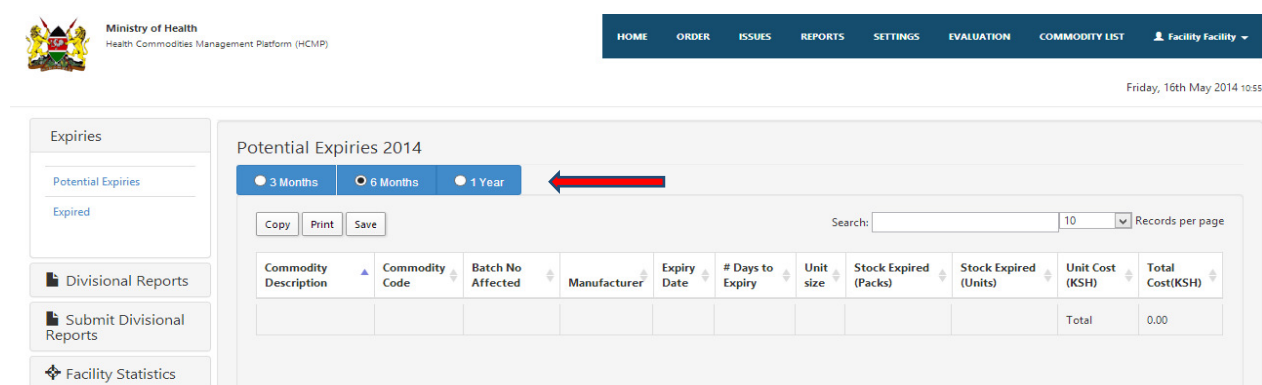 Ministry of Health
Health Commodities Management Platform (HCMP)
HOME ORDER ISSUES REPORTS SETTINGS EVALUATION COMMODITY LIST Facility Facility
Friday, 16th May 2014 10:55
Expiries
Potential Expiries
Expired
Divisional Reports
Submit Divisional
Reports
Facility Statistics
Potential Expiries 2014
3 Months 6 Months 1 Year
Copy Print Save Search: 10 Records per page
Commodity Description Commodity Code Batch No Affected Manufacturer Expiry Date # Days to Expiry Unit size Stock Expired (Packs) Stock Expired (Units) Unit Cost (KSH) Total Cost(KSH)
Total 0.00